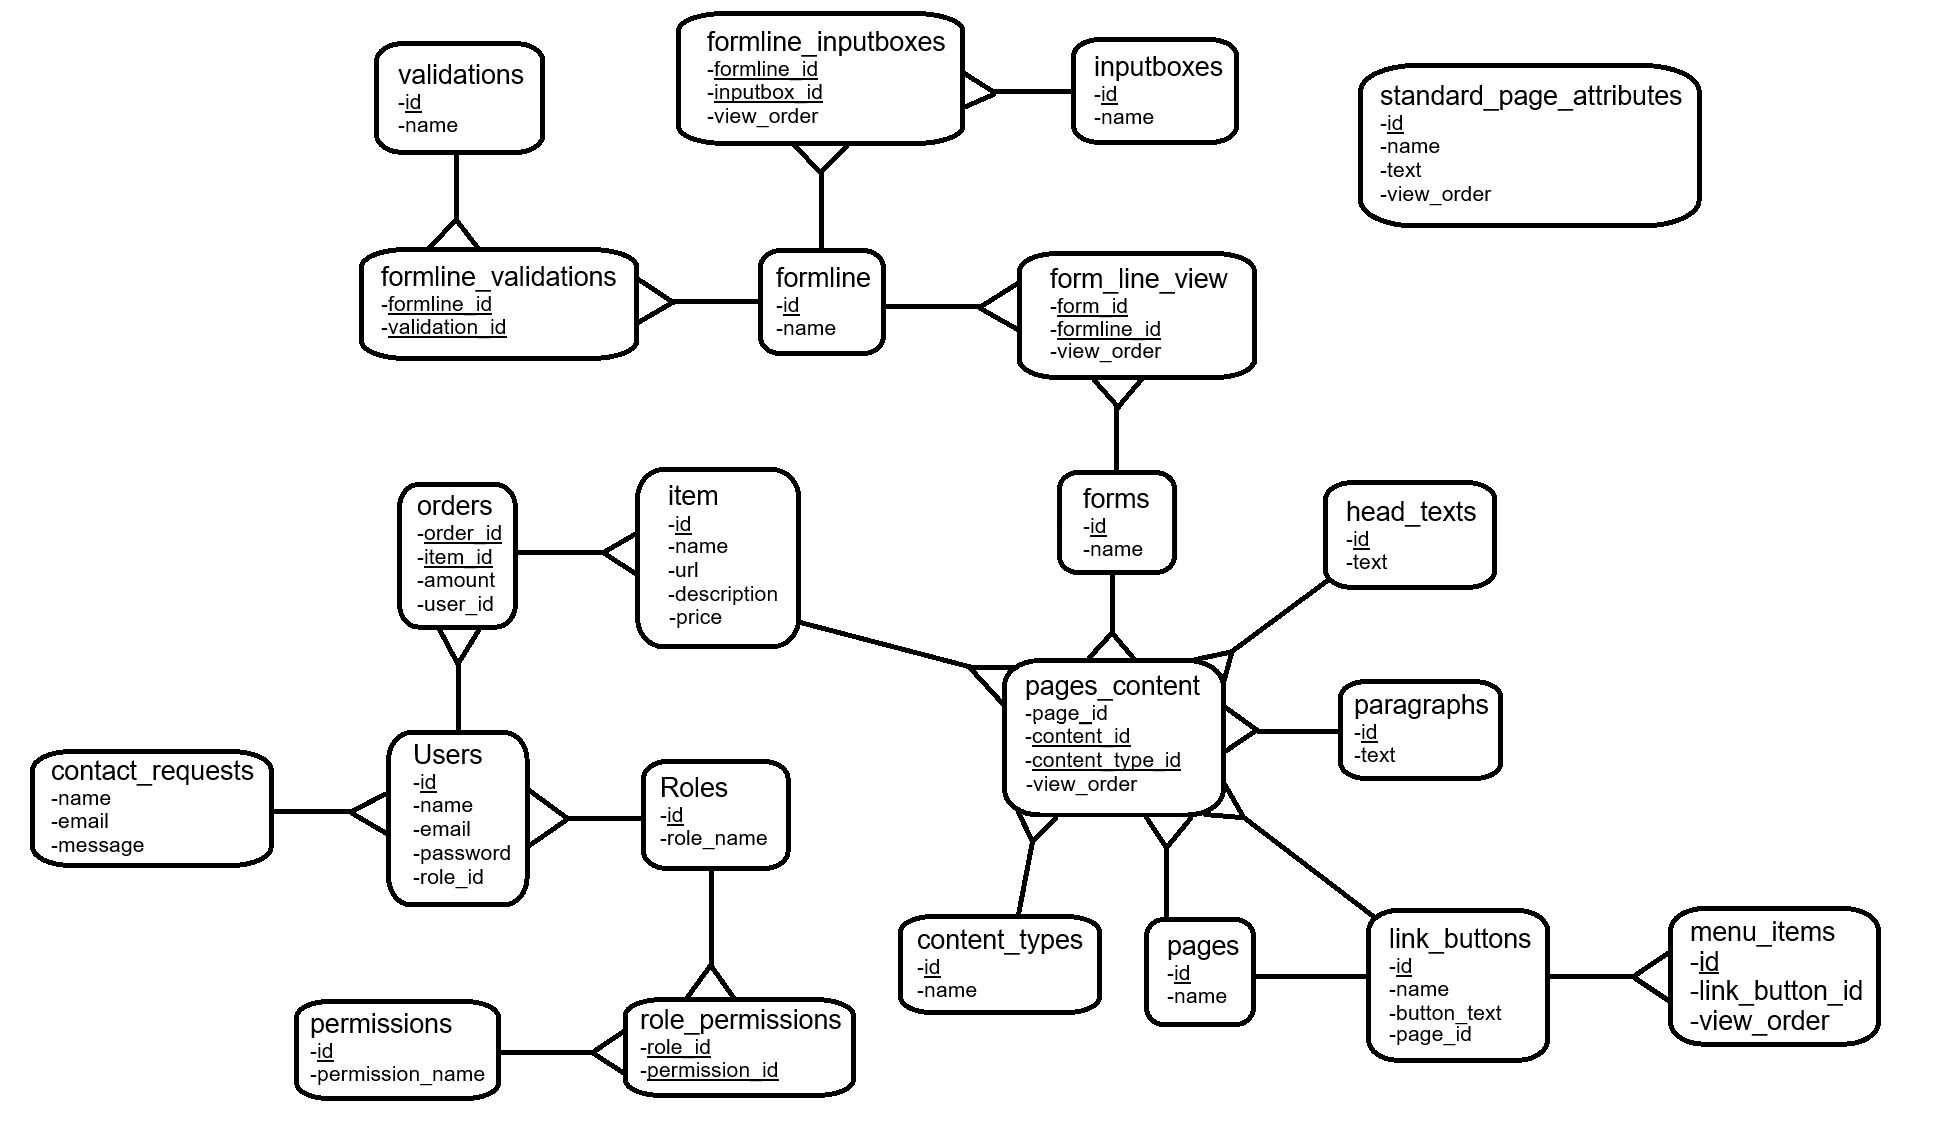 validations
-id
-name
formline_inputboxes
-formline_id
-inputbox_id
-view_order
inputboxes
-id
-name
standard_page_attributes
-id
-name
-text
-view_order
formline_validations
-formline_id
-validation_id
formline
-id
-name
form_line_view
-form_id
-formline_id
-view_order
orders
-order_id
-item_id
-amount
-user_id
item
-id
-name
-url
-description
-price
forms
-id
-name
head_texts
-id
-text
pages_content
-page_id
-content_id
-content_type_id
-view_order
paragraphs
-id
-text
contact_requests
-name
-email
-message
Users
-id
-name
-email
-password
-role_id
Roles
-id
-role_name
content_types
-id
-name
pages
-id
-name
link_buttons
-id
-name
-button_text
-page_id
menu_items
-id
-link_button_id
-view_order
permissions
-id
-permission_name
role_permissions
-role_id
-permission_id